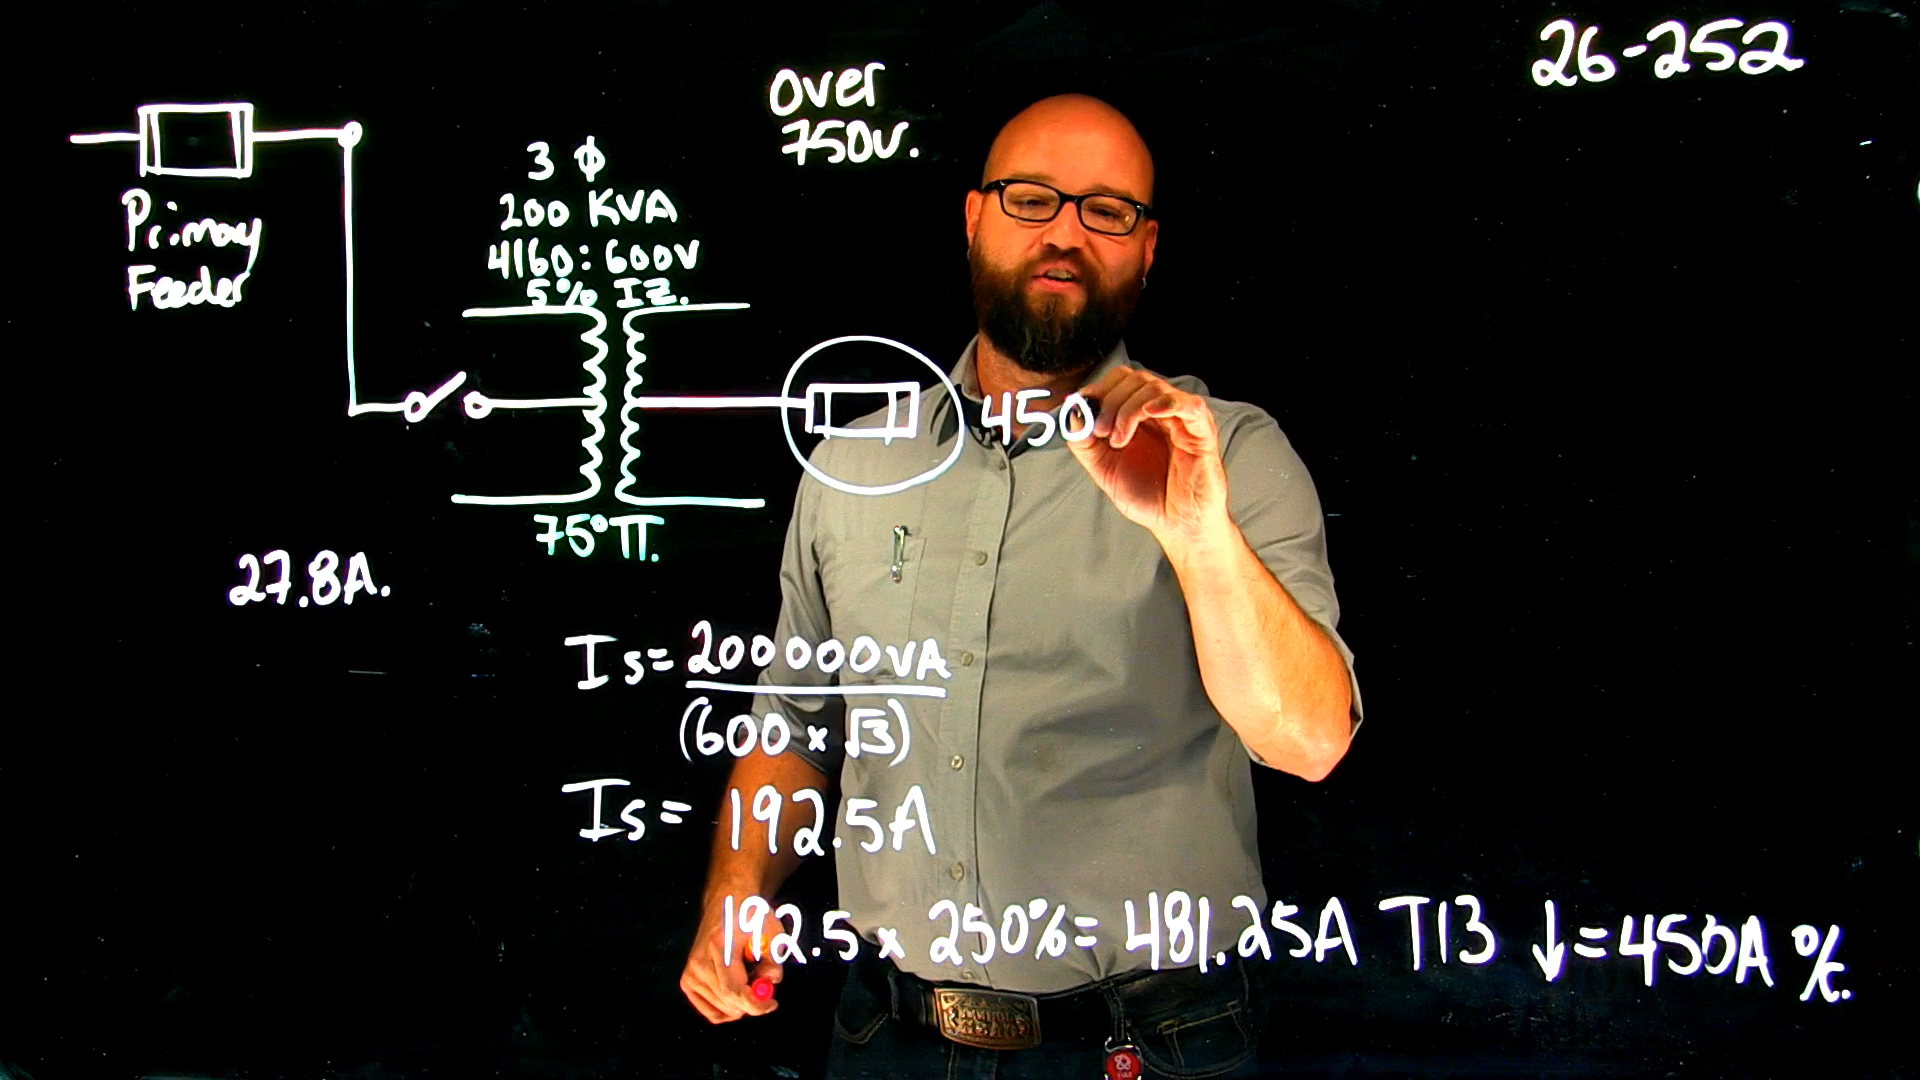 26-252
Over
750V.
3 ϕ
200 KVA
4160:600V
5% IZ.
Primary
Feeder
450
75°TT.
27.8A.
Is=200000VA
(600 x √3)
Is= 192.5A
192.5 x 250%= 481.25A T13 ↓=450A %.